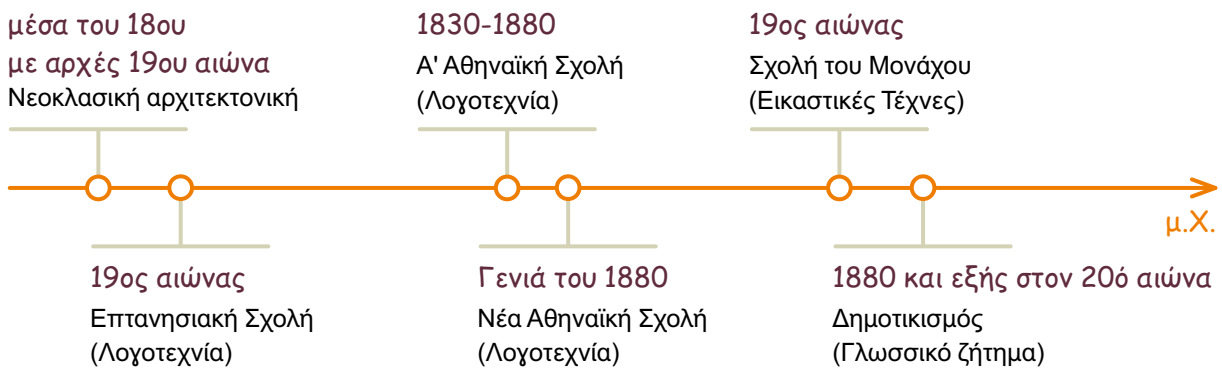 μέσα του 18ου
με αρχές 19ου αιώνα
Νεοκλασική αρχιτεκτονική
1830-1880
Α' Αθηναϊκή Σχολή
(Λογοτεχνία)
19ος αιώνας
Σχολή του Μονάχου
(Εικαστικές Τέχνες)
μ.Χ.
19ος αιώνας
Επτανησιακή Σχολή
(Λογοτεχνία)
Γενιά του 1880
Νέα Αθηναϊκή Σχολή
(Λογοτεχνία)
1880 και εξής στον 20ό αιώνα
Δημοτικισμός
(Γλωσσικό ζήτημα)